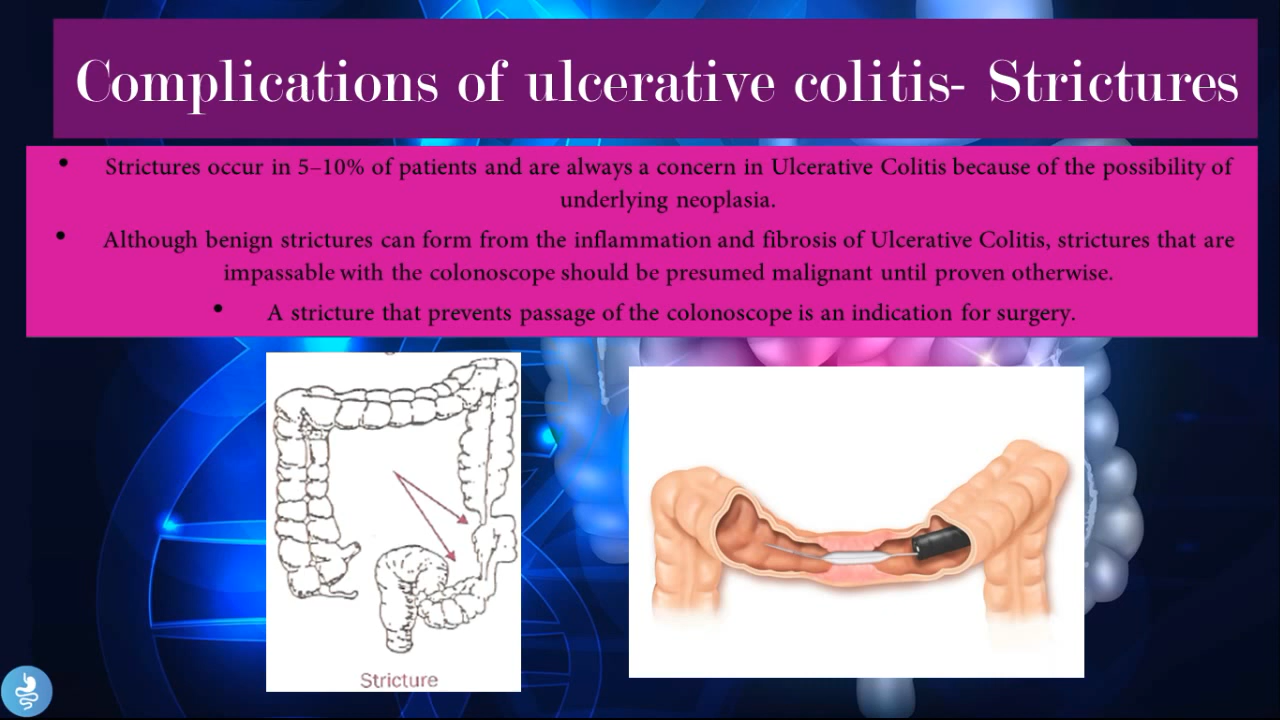 Complications of ulcerative colitis- Strictures
• Strictures occur in 5–10% of patients and are always a concern in Ulcerative Colitis because of the possibility of
underlying neoplasia.
• Although benign strictures can form from the inflammation and fibrosis of Ulcerative Colitis, strictures that are
impassable with the colonoscope should be presumed malignant until proven otherwise.
• A stricture that prevents passage of the colonoscope is an indication for surgery.
Stricture